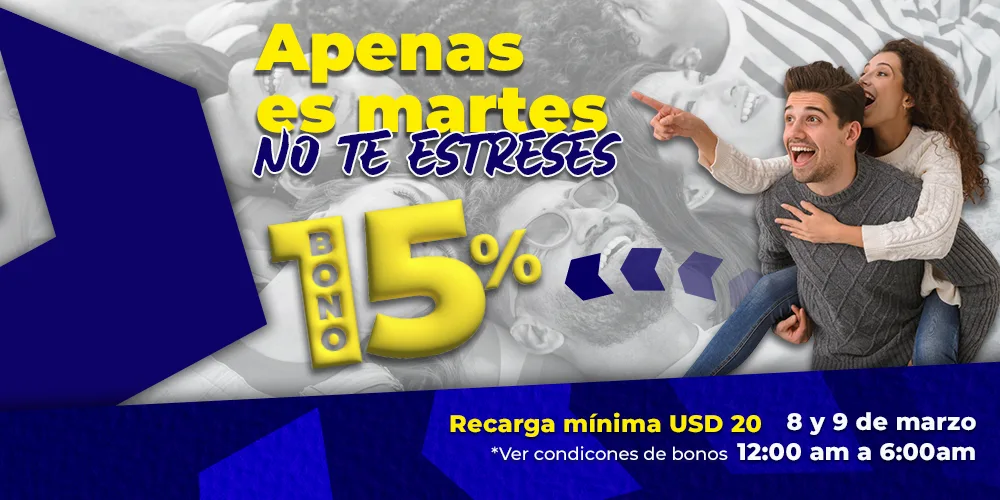 Apenas
es martes
NO TE ESTRESES
15%
BONO
Recarga mínima USD 20 8 y 9 de marzo
*Ver condicones de bonos 12:00 am a 6:00am